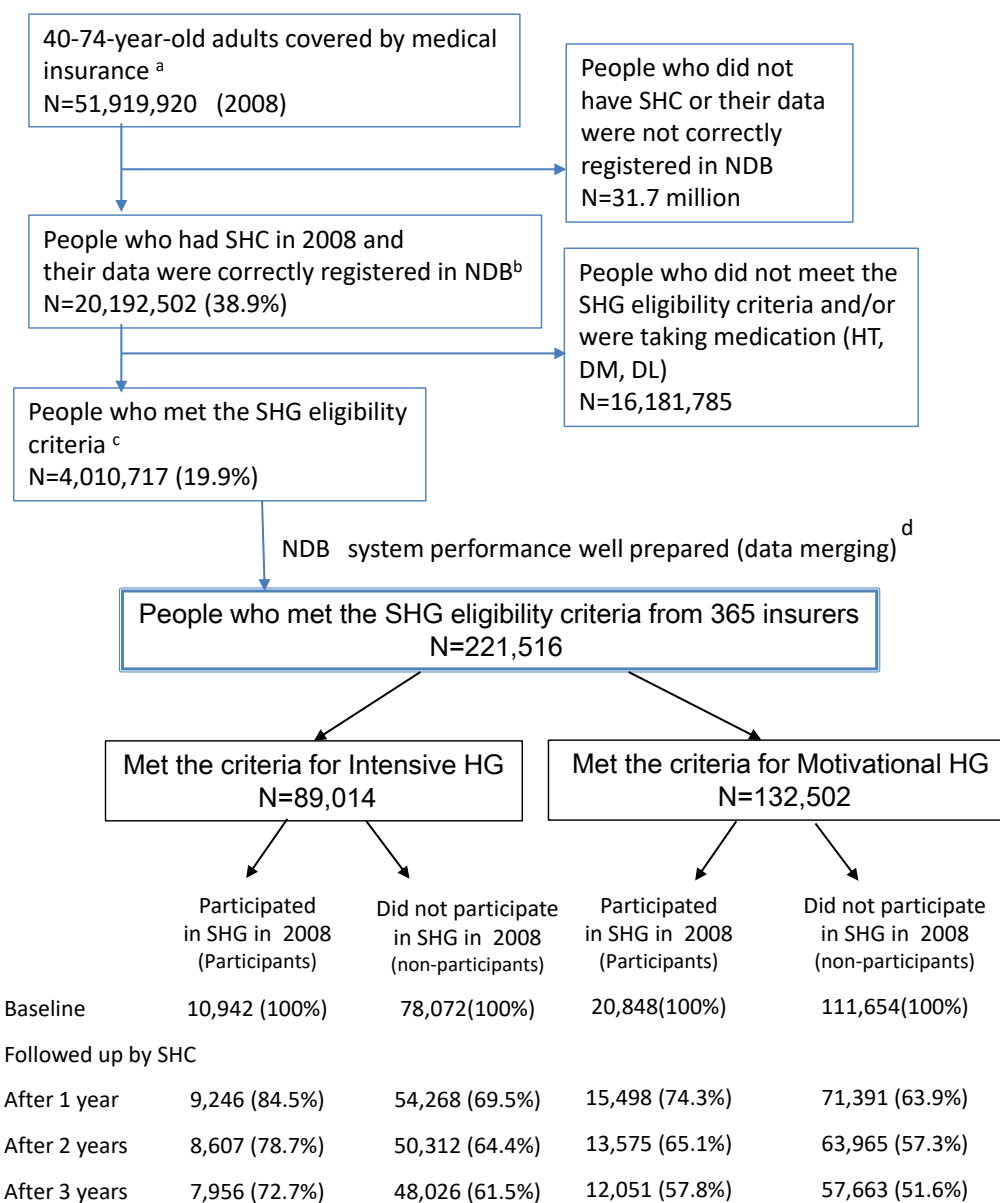 40-74-year-old adults covered by medical
insurance a
N=51,919,920 (2008)
People who did not
have SHC or their data
were not correctly
registered in NDB
N=31.7 million
People who had SHC in 2008 and
their data were correctly registered in NDBb
N=20,192,502 (38.9%)
People who did not meet the
SHG eligibility criteria and/or
were taking medication (HT,
DM, DL)
N=16,181,785
People who met the SHG eligibility
criteria c
N=4,010,717 (19.9%)
NDB system performance well prepared (data merging) d
People who met the SHG eligibility criteria from 365 insurers
N=221,516
Met the criteria for Intensive HG
N=89,014
Met the criteria for Motivational HG
N=132,502
Participated
in SHG in 2008
(Participants)
Did not participate
in SHG in 2008
(non-participants)
Participated
in SHG in 2008
(Participants)
Did not participate
in SHG in 2008
(non-participants)
Baseline 10,942 (100%) 78,072(100%) 20,848(100%) 111,654(100%)
Followed up by SHC
After 1 year 9,246 (84.5%) 54,268 (69.5%) 15,498 (74.3%) 71,391 (63.9%)
After 2 years 8,607 (78.7%) 50,312 (64.4%) 13,575 (65.1%) 63,965 (57.3%)
After 3 years 7,956 (72.7%) 48,026 (61.5%) 12,051 (57.8%) 57,663 (51.6%)